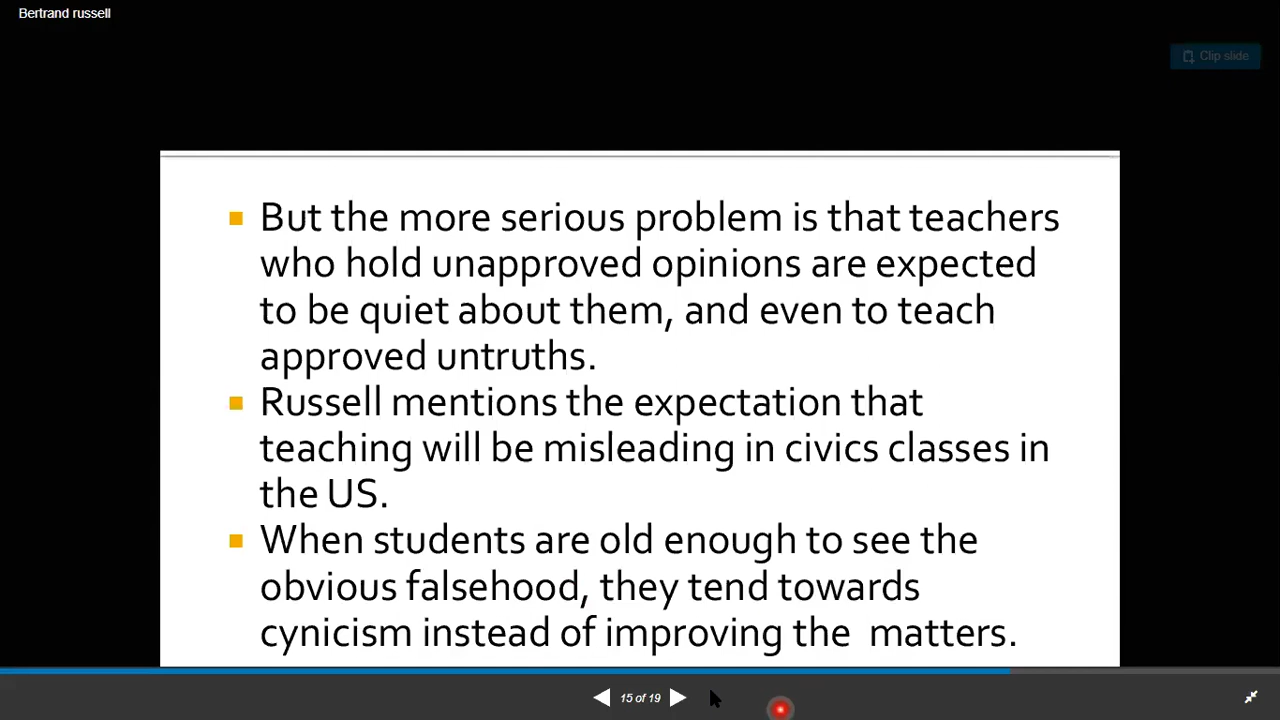 Bertrand russell
Clip slide
But the more serious problem is that teachers
who hold unapproved opinions are expected
to be quiet about them, and even to teach
approved untruths.
Russell mentions the expectation that
teaching will be misleading in civics classes in
the US.
When students are old enough to see the
obvious falsehood, they tend towards
cynicism instead of improving the  matters.
15 of 19